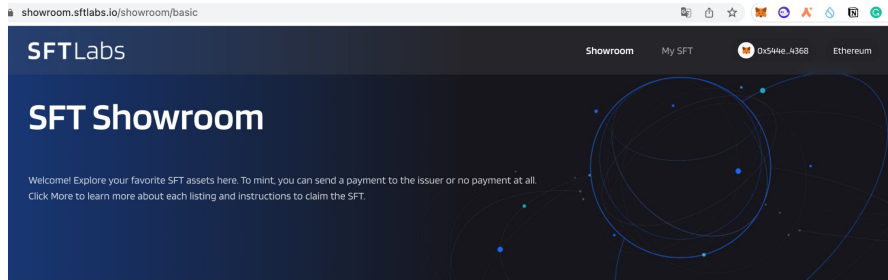 showroom.sftlabs.io/showroom/basic
SFTLabs
Showroom My SFT 0x544e...4368 Ethereum
SFT Showroom
Welcome! Explore your favorite SFT assets here. To mint, you can send a payment to the issuer or no payment at all.
Click More to learn more about each listing and instructions to claim the SFT.